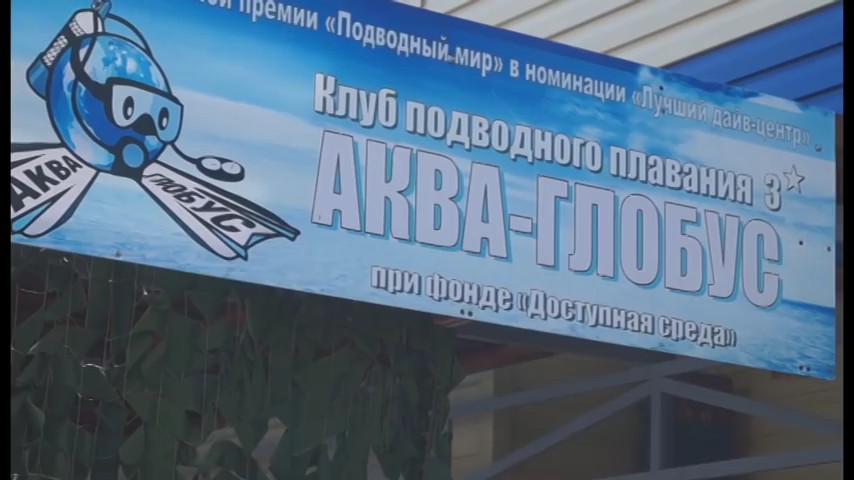 премии «Подводный мир» в номинации «Лучший дайв-центр»
Клуб подводного плавания 3☆
АКВА-ГЛОБУС
при фонде «Доступная среда»
АКВА
ГЛОБУС